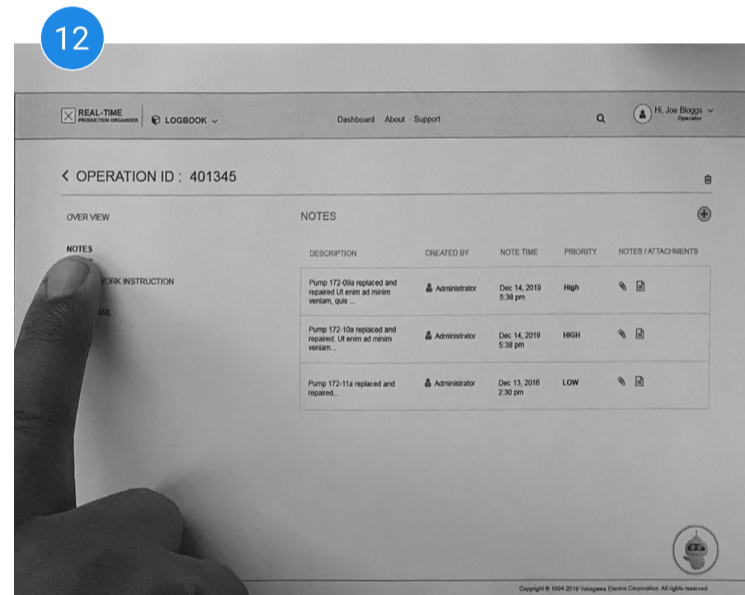 12
REAL-TIME
PRODUCTION ORGANIZER
LOGBOOK
Dashboard About Support
Hi, Joe Bloggs
Operator
OPERATION ID : 401345
OVER VIEW
NOTES
WORK INSTRUCTION
NOTES
DESCRIPTION CREATED BY NOTE TIME PRIORITY NOTES / ATTACHMENTS
Pump 172-09a replaced and
repaired Ut enim ad minim
veniam, quis ...
Administrator
Dec 14, 2019
5:38 pm
High
Pump 172-10a replaced and
repaired. Ut enim ad minim
veniam...
Administrator
Dec 14, 2019
5:38 pm
HIGH
Pump 172-11a replaced and
repaired...
Administrator
Dec 13, 2016
2:30 pm
LOW
Copyright © 1994-2019 Yokogawa Electric Corporation. All rights reserved.